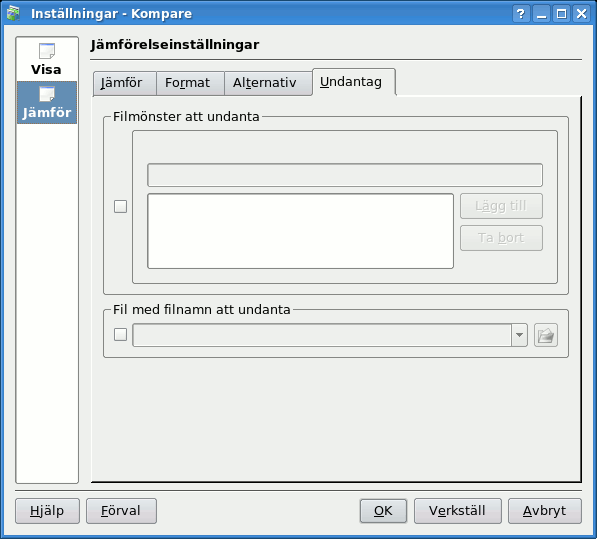 Inställningar - Kompare
Visa
Jämför
Jämförelseinställningar
Jämför Format Alternativ Undantag
Filmönster att undanta
Lägg till
Ta bort
Fil med filnamn att undanta
Hjälp Förval OK Verkställ Avbryt